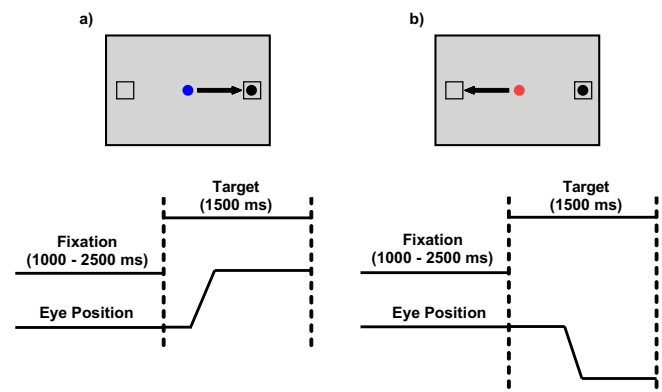 a)
Target
(1500 ms)
Fixation
(1000 - 2500 ms)
Eye Position
b)
Target
(1500 ms)
Fixation
(1000 - 2500 ms)
Eye Position